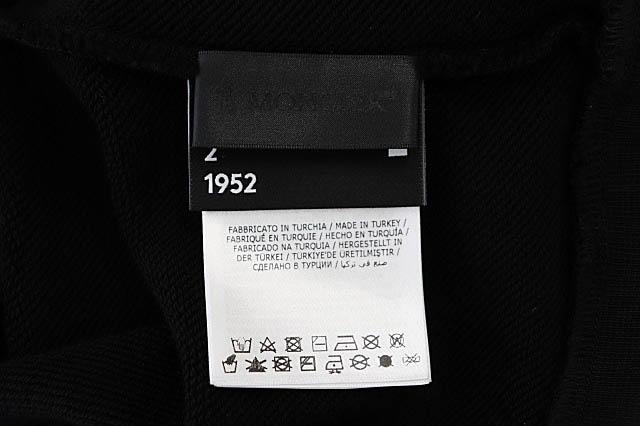 MONCLER
2
1952
FABBRICATO IN TURCHIA / MADE IN TURKEY /
FABRIQUÉ EN TURQUIE / HECHO EN TURQUÍA /
FABRICADO NA TURQUIA / HERGESTELLT IN
DER TÜRKEI / TÜRKIYE'DE ÜRETILMIŞTIR /
СДЕЛАНО В ТУРЦИИ / صنع في تركيا